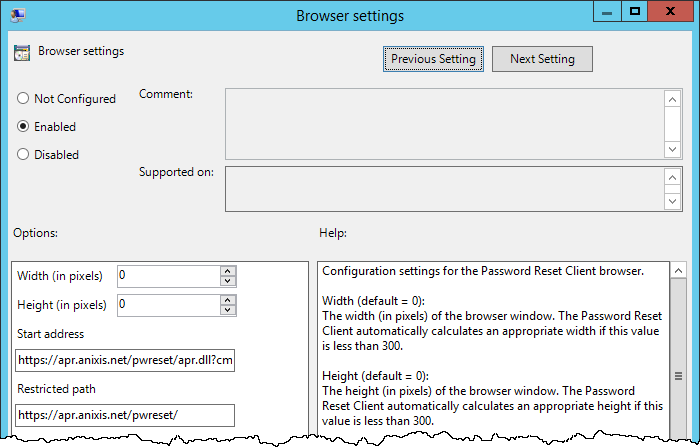 Browser settings
Browser settings
Previous Setting
Next Setting
Not Configured
Comment:
Enabled
Disabled
Supported on:
Options:
Help:
Width (in pixels) 0
Height (in pixels) 0
Start address
https://apr.anixis.net/pwreset/apr.dll?cm
Restricted path
https://apr.anixis.net/pwreset/
Configuration settings for the Password Reset Client browser.
Width (default = 0):
The width (in pixels) of the browser window. The Password Reset
Client automatically calculates an appropriate width if this value
is less than 300.
Height (default = 0):
The height (in pixels) of the browser window. The Password
Reset Client automatically calculates an appropriate height if this
value is less than 300.